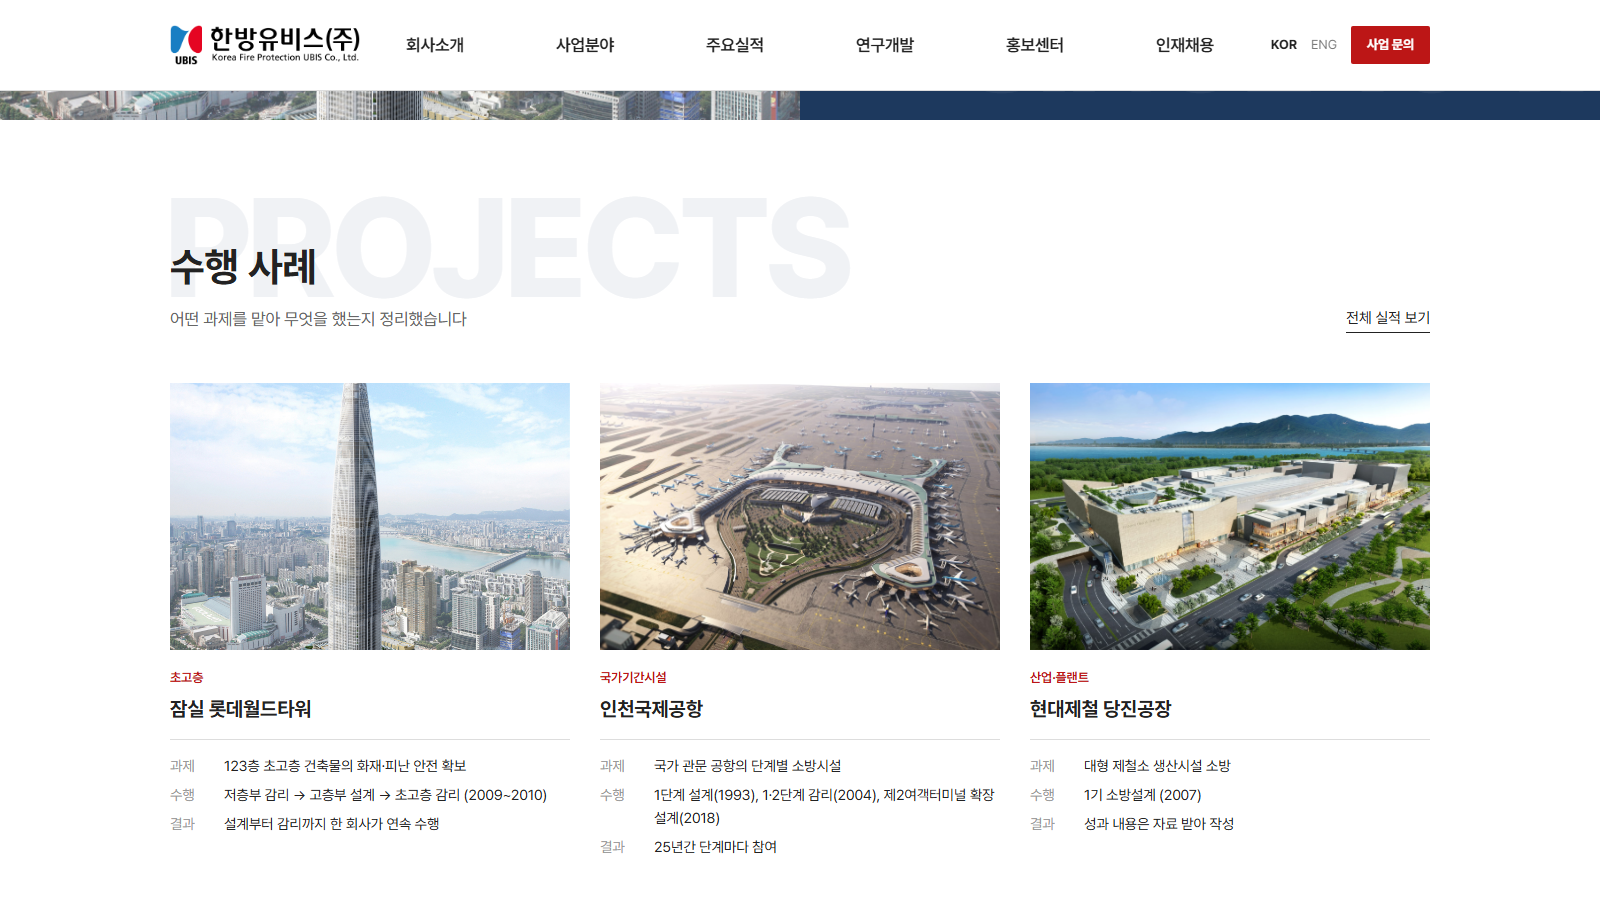 한방유비스(주)
Korea Fire Protection UBIS Co., Ltd.
UBIS
회사소개
사업분야
주요실적
연구개발
홍보센터
인재채용
KOR
ENG
사업 문의
PROJECTS
수행 사례
어떤 과제를 맡아 무엇을 했는지 정리했습니다
전체 실적 보기
초고층
잠실 롯데월드타워
과제 123층 초고층 건축물의 화재·피난 안전 확보
수행 저층부 감리 → 고층부 설계 → 초고층 감리 (2009~2010)
결과 설계부터 감리까지 한 회사가 연속 수행
국가기간시설
인천국제공항
과제 국가 관문 공항의 단계별 소방시설
수행 1단계 설계(1993), 1·2단계 감리(2004), 제2여객터미널 확장
설계(2018)
결과 25년간 단계마다 참여
산업·플랜트
현대제철 당진공장
과제 대형 제철소 생산시설 소방
수행 1기 소방설계 (2007)
결과 성과 내용은 자료 받아 작성